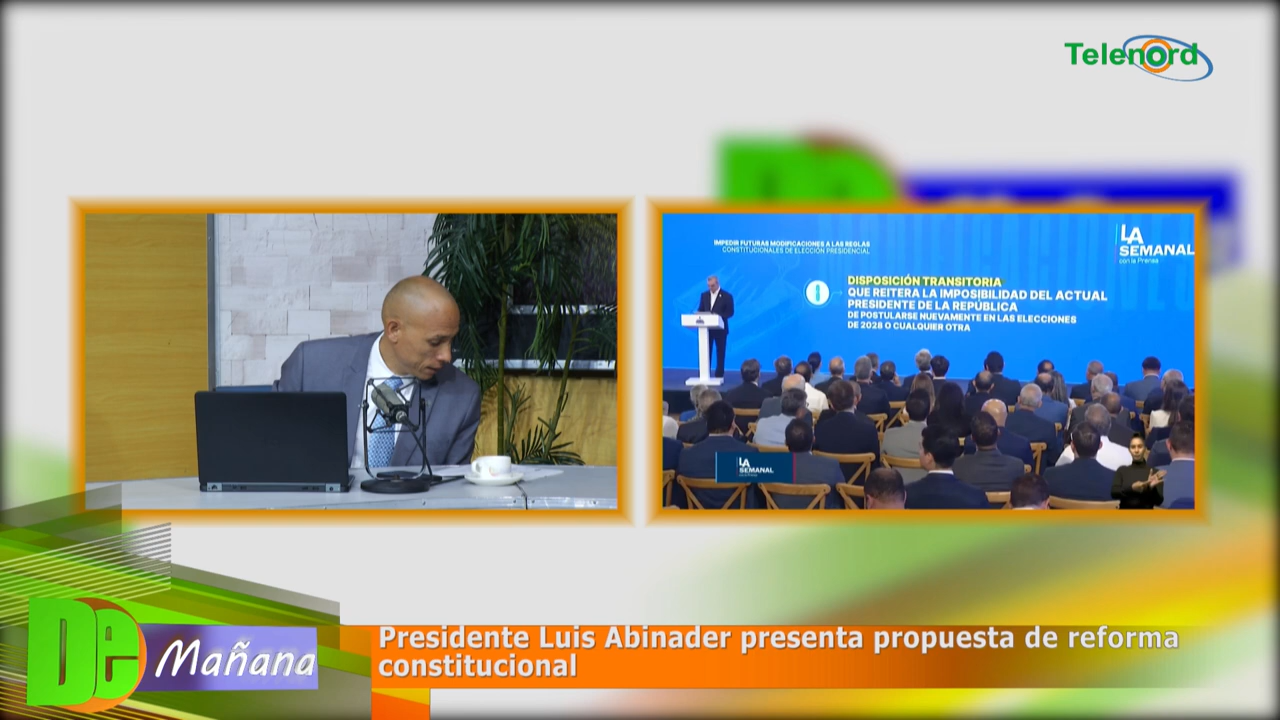 Telenord
IMPEDIR FUTURAS MODIFICACIONES A LAS REGLAS
CONSTITUCIONALES DE ELECCIÓN PRESIDENCIAL
LA
SEMANAL
con la Prensa
DISPOSICIÓN TRANSITORIA
QUE REITERA LA IMPOSIBILIDAD DEL ACTUAL
PRESIDENTE DE LA REPÚBLICA
DE POSTULARSE NUEVAMENTE EN LAS ELECCIONES
DE 2028 O CUALQUIER OTRA
LA
SEMANAL
De Mañana
Presidente Luis Abinader presenta propuesta de reforma
constitucional